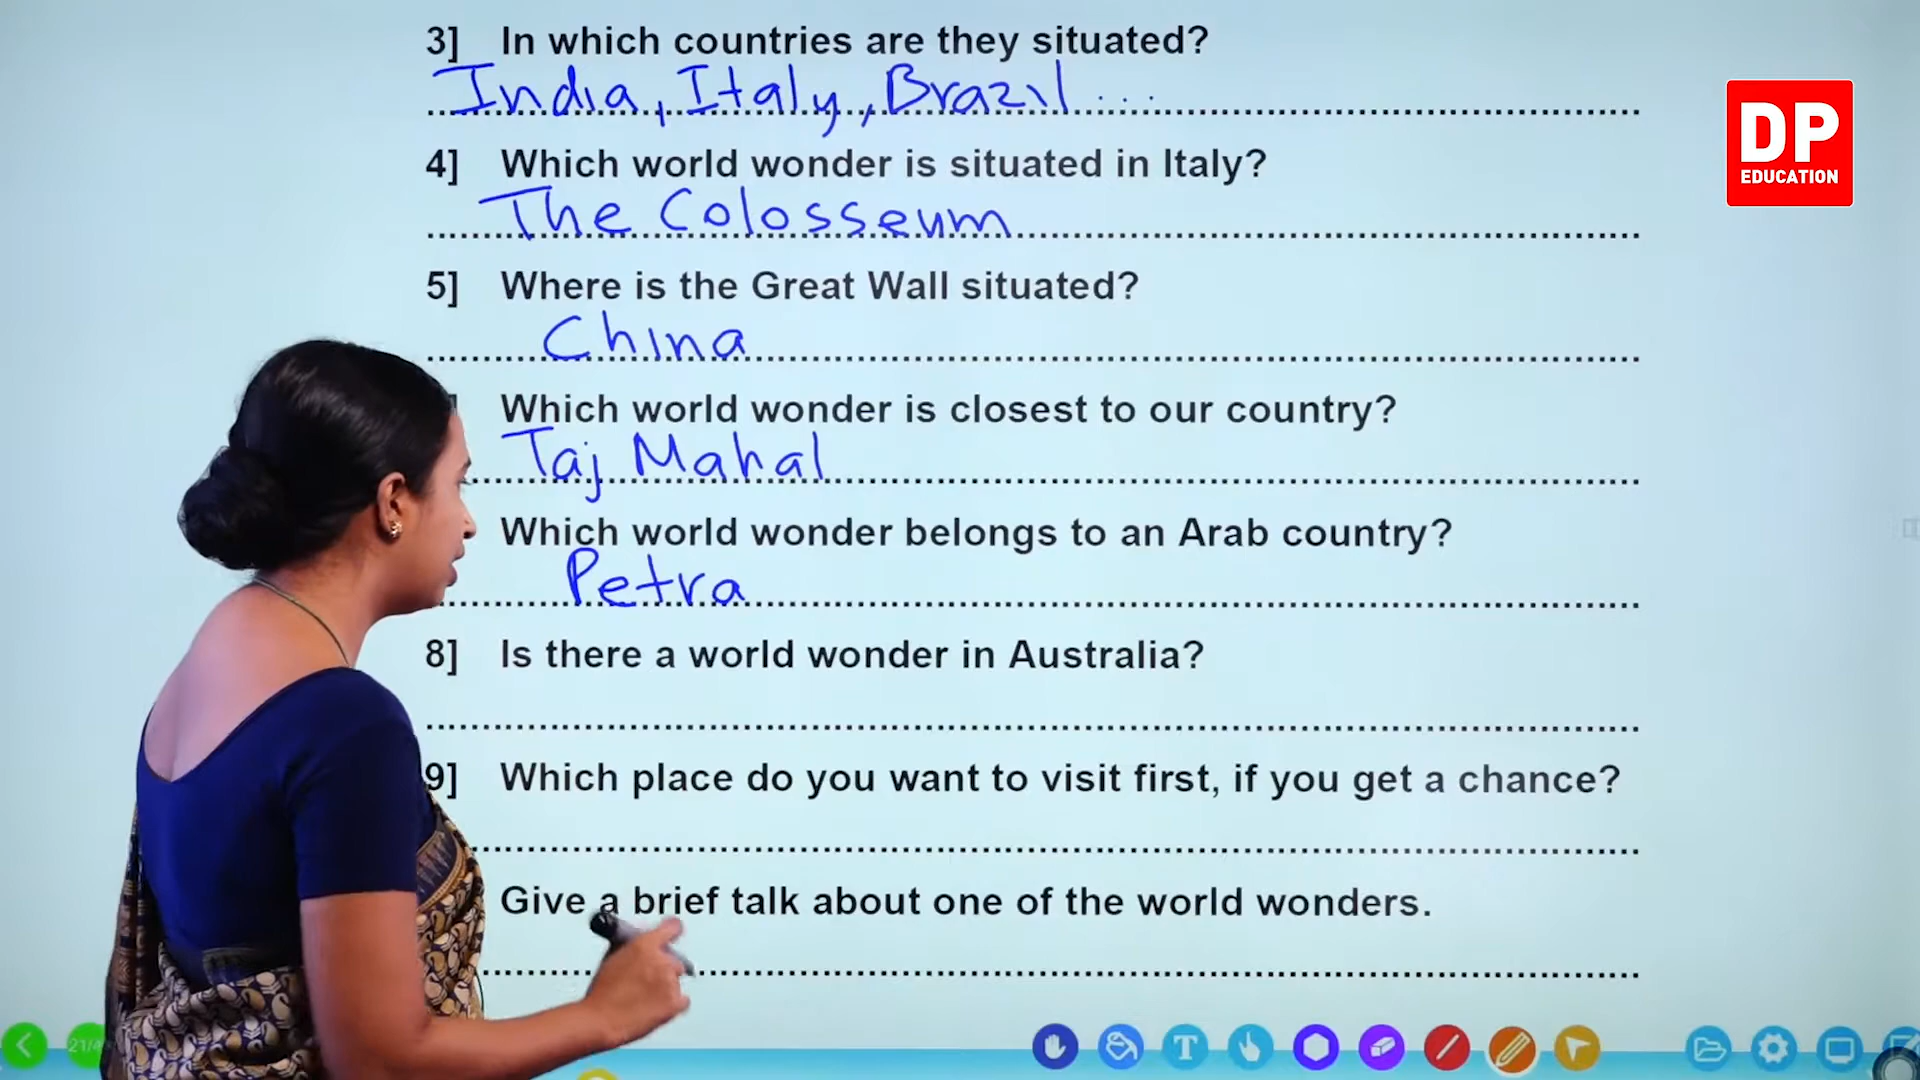 3] In which countries are they situated?
India, Italy, Brazil...
4] Which world wonder is situated in Italy?
The Colosseum
5] Where is the Great Wall situated?
China
Which world wonder is closest to our country?
Taj Mahal
Which world wonder belongs to an Arab country?
Petra
8] Is there a world wonder in Australia?
9] Which place do you want to visit first, if you get a chance?
Give a brief talk about one of the world wonders.
DP
EDUCATION
21/4
T